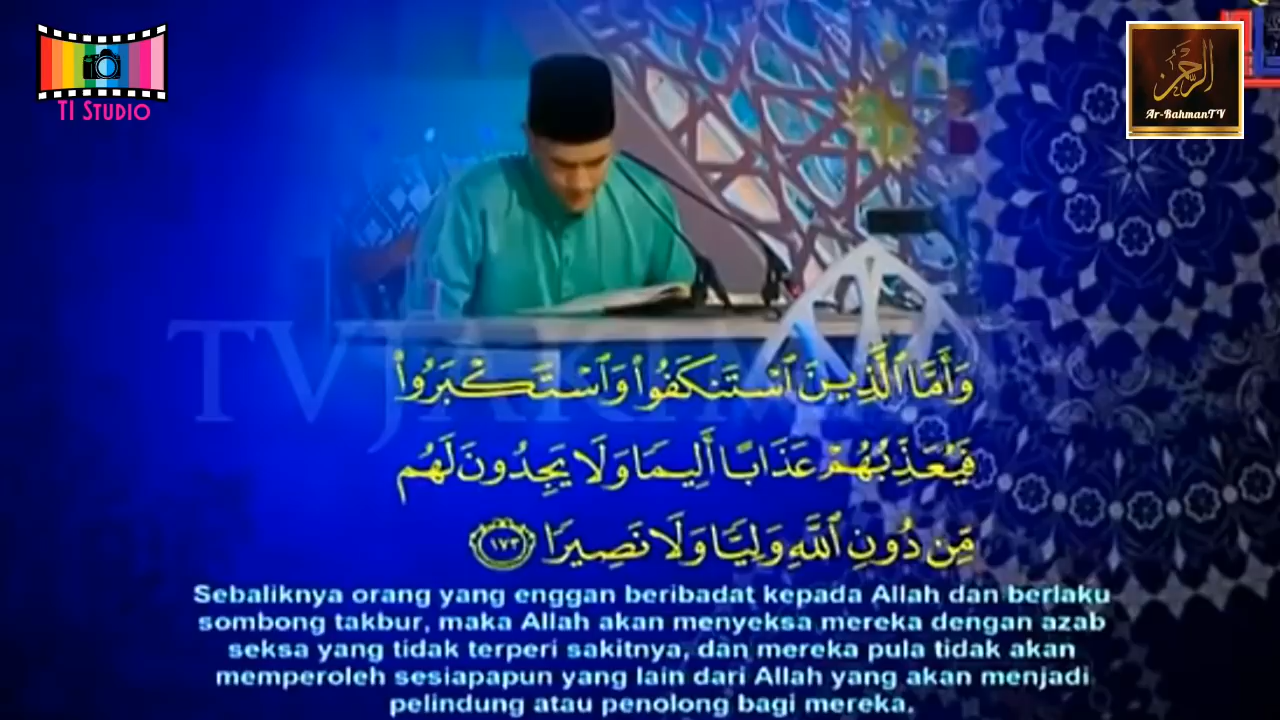 TI STUDIO
الرحمن
Ar-RahmanTV
TVJAKIM
وَأَمَّا ٱلَّذِينَ ٱسْتَنكَفُوا۟ وَٱسْتَكْبَرُوا۟
فَيُعَذِّبُهُمْ عَذَابًا أَلِيمًا وَلَا يَجِدُونَ لَهُم
مِّن دُونِ ٱللَّهِ وَلِيًّا وَلَا نَصِيرًا ١٧٣
Sebaliknya orang yang enggan beribadat kepada Allah dan berlaku
sombong takbur, maka Allah akan menyeksa mereka dengan azab
seksa yang tidak terperi sakitnya, dan mereka pula tidak akan
memperoleh sesiapapun yang lain dari Allah yang akan menjadi
pelindung atau penolong bagi mereka.